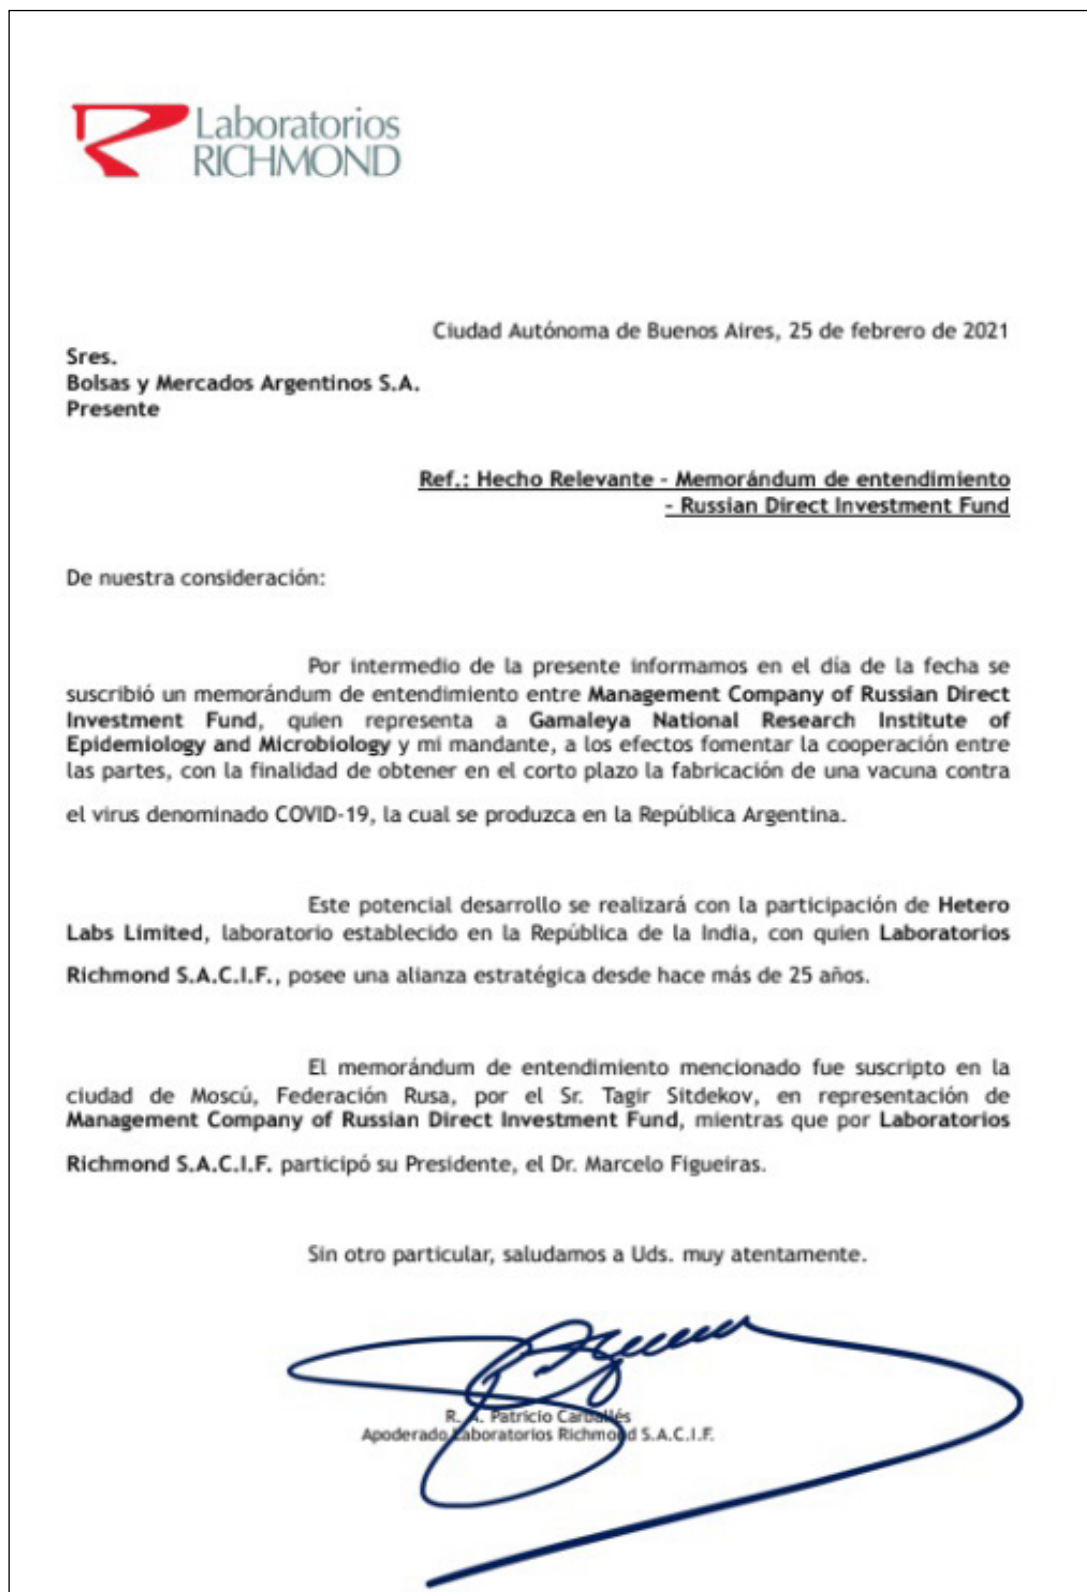 Laboratorios
RICHMOND
Ciudad Autónoma de Buenos Aires, 25 de febrero de 2021
Sres.
Bolsas y Mercados Argentinos S.A.
Presente
Ref.: Hecho Relevante - Memorándum de entendimiento
- Russian Direct Investment Fund
De nuestra consideración:
Por intermedio de la presente informamos en el día de la fecha se
suscribió un memorándum de entendimiento entre Management Company of Russian Direct
Investment Fund, quien representa a Gamaleya National Research Institute of
Epidemiology and Microbiology y mi mandante, a los efectos fomentar la cooperación entre
las partes, con la finalidad de obtener en el corto plazo la fabricación de una vacuna contra
el virus denominado COVID-19, la cual se produzca en la República Argentina.
Este potencial desarrollo se realizará con la participación de Hetero
Labs Limited, laboratorio establecido en la República de la India, con quien Laboratorios
Richmond S.A.C.I.F., posee una alianza estratégica desde hace más de 25 años.
El memorándum de entendimiento mencionado fue suscripto en la
ciudad de Moscú, Federación Rusa, por el Sr. Tagir Sitdekov, en representación de
Management Company of Russian Direct Investment Fund, mientras que por Laboratorios
Richmond S.A.C.I.F. participó su Presidente, el Dr. Marcelo Figueiras.
Sin otro particular, saludamos a Uds. muy atentamente.
R. A. Patricio Carballés
Apoderado Laboratorios Richmond S.A.C.I.F.